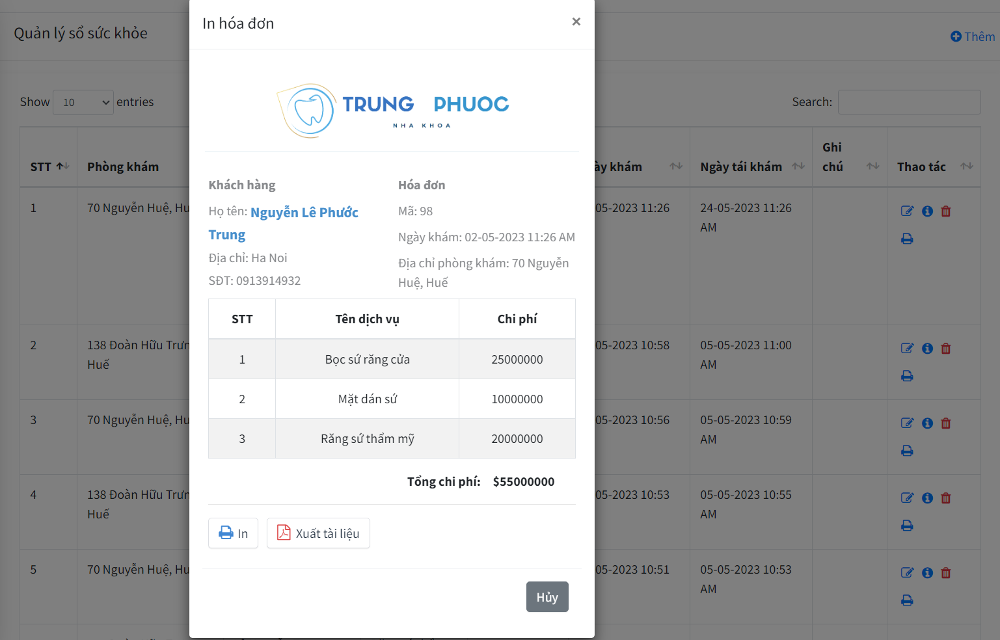 Quản lý sổ sức khỏe
Thêm
Show 10 entries
Search:
STT Phòng khám ày khám Ngày tái khám Ghi chú Thao tác
1 70 Nguyễn Huệ, Hu 05-2023 11:26 24-05-2023 11:26 AM
2 138 Đoàn Hữu Trưn Huế 05-2023 10:58 05-05-2023 11:00 AM
3 70 Nguyễn Huệ, Hu 05-2023 10:56 05-05-2023 10:59 AM
4 138 Đoàn Hữu Trưn Huế 05-2023 10:53 05-05-2023 10:55 AM
5 70 Nguyễn Huệ, Hu 05-2023 10:51 05-05-2023 10:53 AM
In hóa đơn
×
TRUNG PHUOC
NHA KHOA
Khách hàng
Họ tên: Nguyễn Lê Phước
Trung
Địa chỉ: Ha Noi
SĐT: 0913914932
Hóa đơn
Mã: 98
Ngày khám: 02-05-2023 11:26 AM
Địa chỉ phòng khám: 70 Nguyễn
Huệ, Huế
STT Tên dịch vụ Chi phí
1 Bọc sứ răng cửa 25000000
2 Mặt dán sứ 10000000
3 Răng sứ thẩm mỹ 20000000
Tổng chi phí: $55000000
In
Xuất tài liệu
Hủy